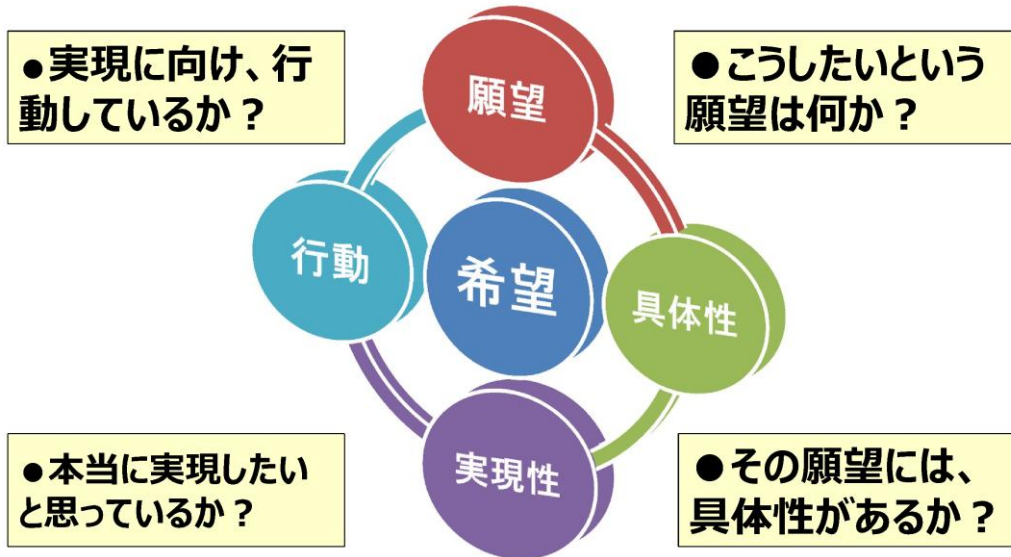 ●実現に向け、行
動しているか？
●こうしたいという
願望は何か？
願望
行動
希望
具体性
実現性
●本当に実現したい
と思っているか？
●その願望には、
具体性があるか？